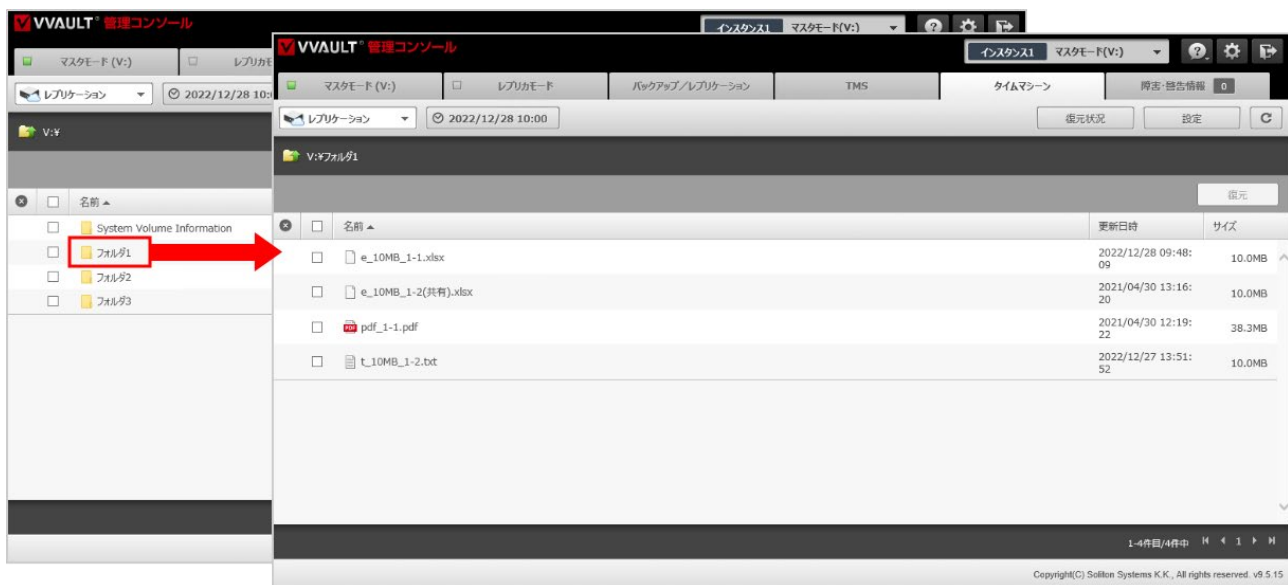 VVAULT® 管理コンソール
インスタンス1 マスタモード(V:)
マスタモード (V:)
レプリケーション
2022/12/28 10:
V:¥
名前
System Volume Information
フォルダ1
フォルダ2
フォルダ3
VVAULT® 管理コンソール
インスタンス1 マスタモード(V:)
マスタモード (V:) レプリカモード バックアップ/レプリケーション TMS タイムマシーン 障害・警告情報 0
レプリケーション 2022/12/28 10:00 復元状況 設定
V:¥フォルダ1
復元
名前 更新日時 サイズ
e_10MB_1-1.xlsx 2022/12/28 09:48:09 10.0MB
e_10MB_1-2(共有).xlsx 2021/04/30 13:16:20 10.0MB
PDF pdf_1-1.pdf 2021/04/30 12:19:22 38.3MB
t_10MB_1-2.txt 2022/12/27 13:51:52 10.0MB
1-4件目/4件中 1
Copyright(C) Soliton Systems K.K., All rights reserved. v9.5.15